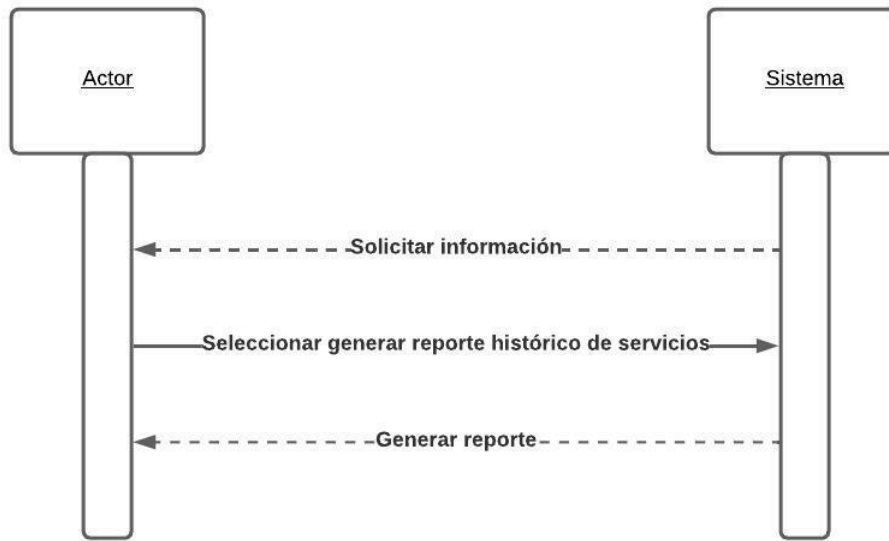 Actor
Sistema
Solicitar información
Seleccionar generar reporte histórico de servicios
Generar reporte